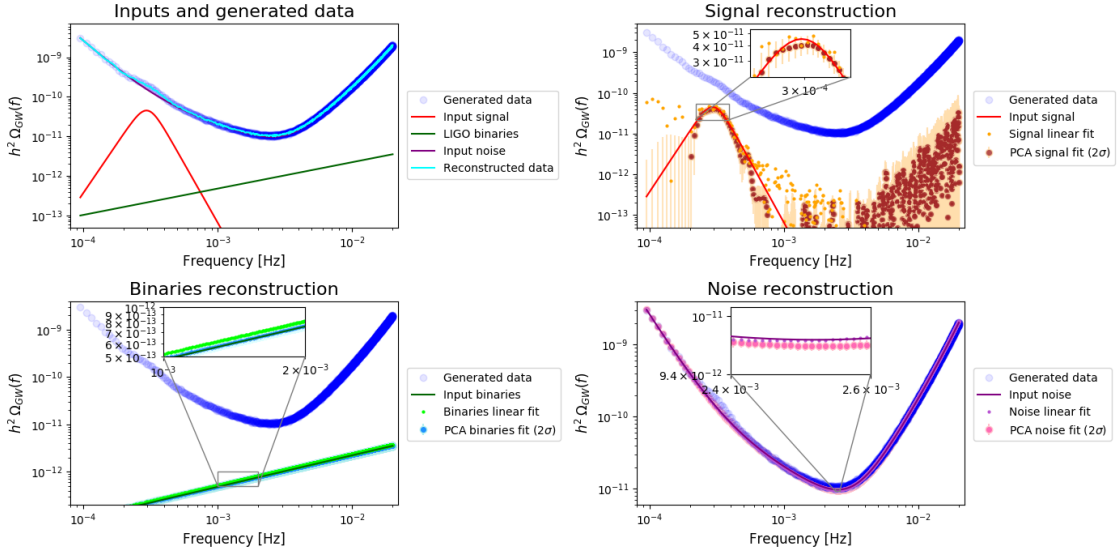 Inputs and generated data
10⁻⁹
10⁻¹⁰
10⁻¹¹
10⁻¹²
10⁻¹³
h² Ω_GW(f)
10⁻⁴
10⁻³
10⁻²
Frequency [Hz]
Generated data
Input signal
LIGO binaries
Input noise
Reconstructed data
Signal reconstruction
10⁻⁹
10⁻¹⁰
10⁻¹¹
10⁻¹²
10⁻¹³
h² Ω_GW(f)
5 × 10⁻¹¹
4 × 10⁻¹¹
3 × 10⁻¹¹
3 × 10⁻⁴
10⁻⁴
10⁻³
10⁻²
Frequency [Hz]
Generated data
Input signal
Signal linear fit
PCA signal fit (2σ)
Binaries reconstruction
10⁻⁹
10⁻¹⁰
10⁻¹¹
10⁻¹²
h² Ω_GW(f)
10⁻¹²
9 × 10⁻¹³
8 × 10⁻¹³
7 × 10⁻¹³
6 × 10⁻¹³
5 × 10⁻¹³
10⁻³
2 × 10⁻³
10⁻⁴
10⁻³
10⁻²
Frequency [Hz]
Generated data
Input binaries
Binaries linear fit
PCA binaries fit (2σ)
Noise reconstruction
10⁻⁹
10⁻¹⁰
10⁻¹¹
h² Ω_GW(f)
10⁻¹¹
9.4 × 10⁻¹²
2.4 × 10⁻³
2.6 × 10⁻³
10⁻⁴
10⁻³
10⁻²
Frequency [Hz]
Generated data
Input noise
Noise linear fit
PCA noise fit (2σ)